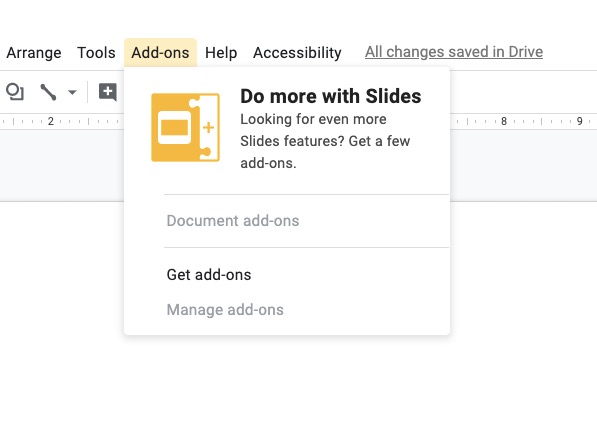 Arrange Tools Add-ons Help Accessibility All changes saved in Drive
2 8 9
Do more with Slides
Looking for even more
Slides features? Get a few
add-ons.
Document add-ons
Get add-ons
Manage add-ons